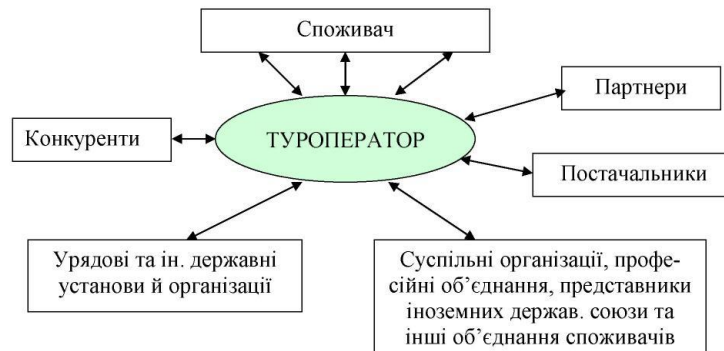 Споживач
Партнери
Конкуренти
ТУРОПЕРАТОР
Постачальники
Урядові та ін. державні
установи й організації
Суспільні організації, профе-
сійні об’єднання, представники
іноземних держав. союзи та
інші об’єднання споживачів